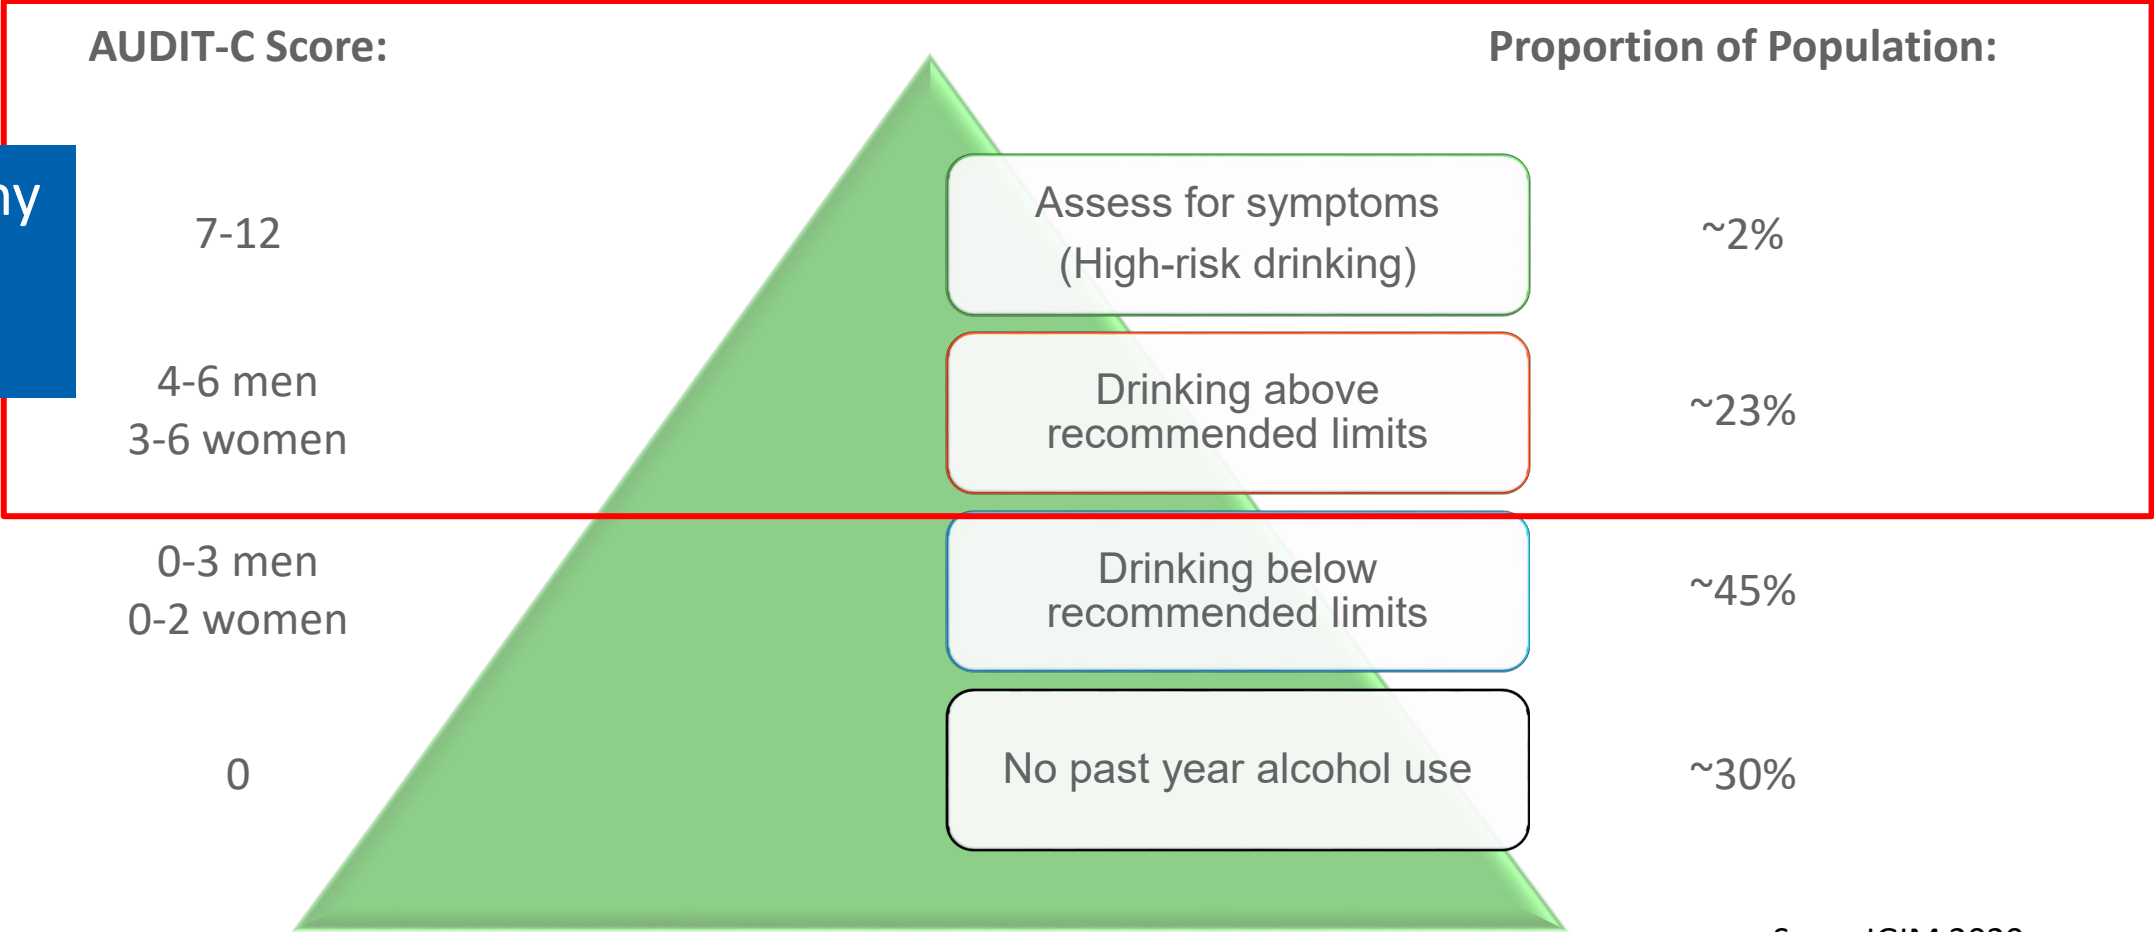 AUDIT-C Score:
Proportion of Population:
7-12
Assess for symptoms
(High-risk drinking)
~2%
4-6 men
3-6 women
Drinking above
recommended limits
~23%
0-3 men
0-2 women
Drinking below
recommended limits
~45%
0
No past year alcohol use
~30%